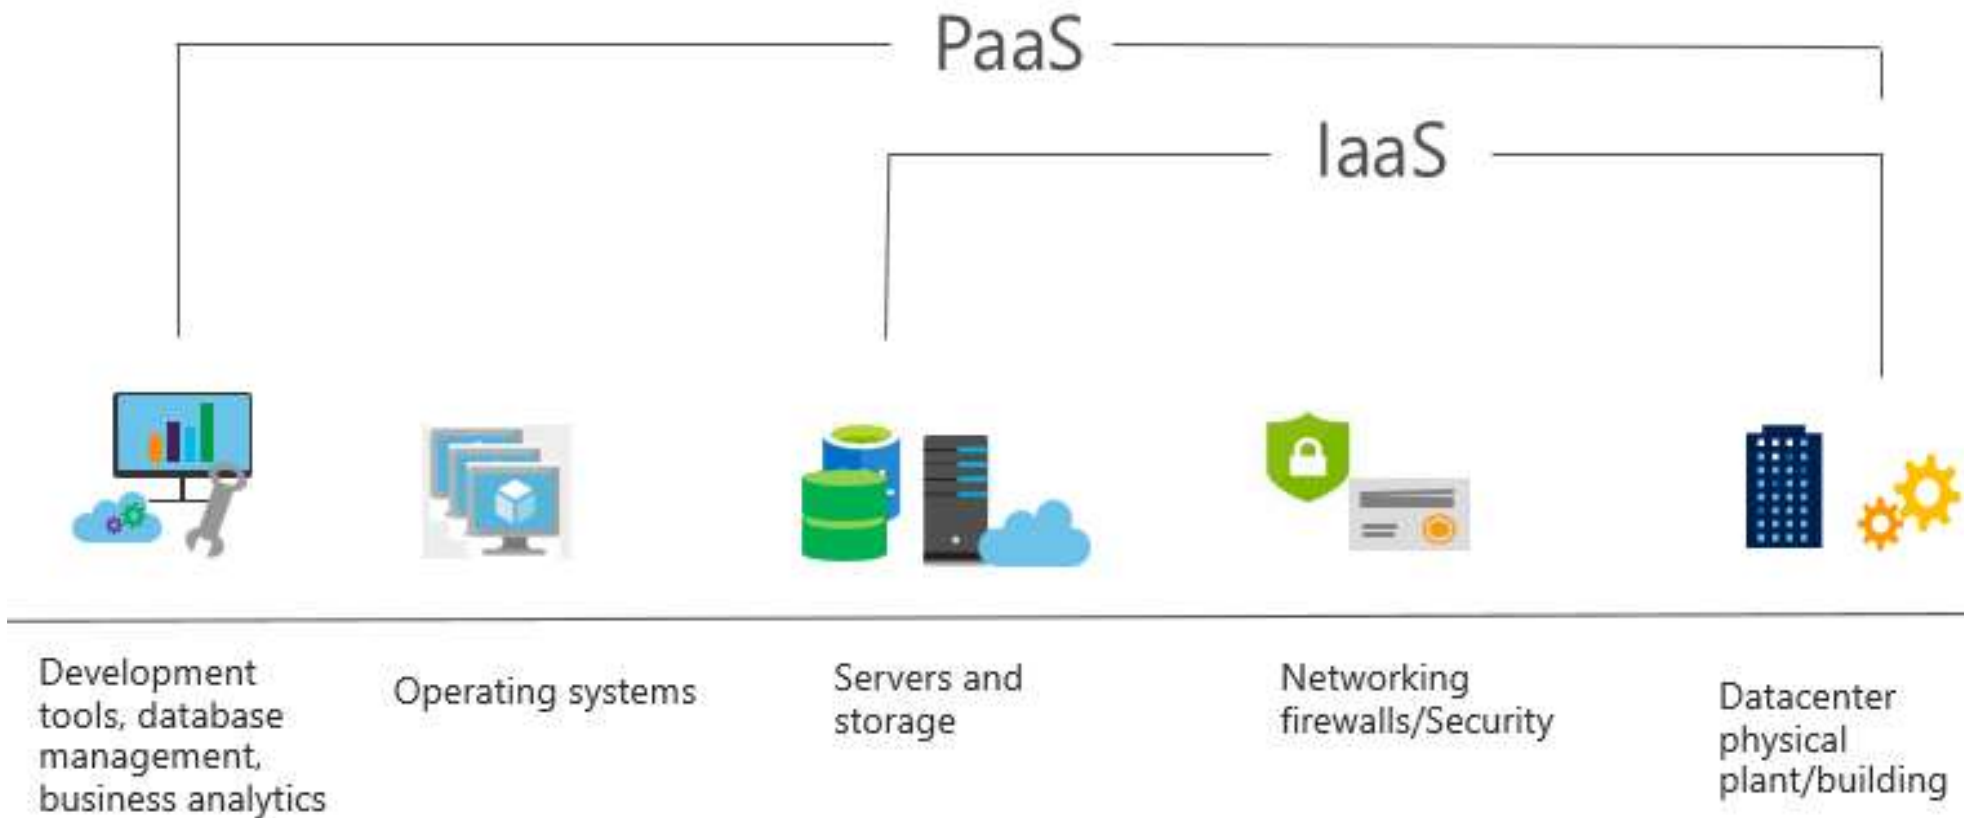 PaaS
IaaS
Development
tools, database
management,
business analytics
Operating systems
Servers and
storage
Networking
firewalls/Security
Datacenter
physical
plant/building